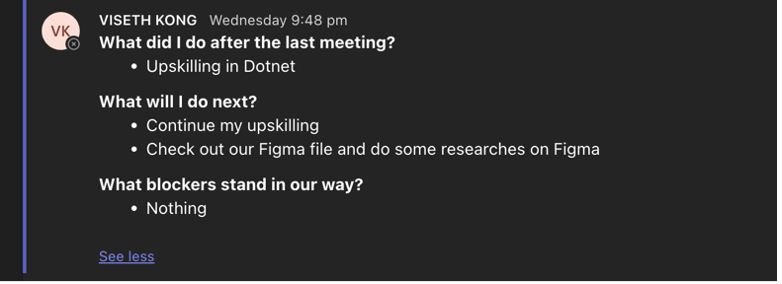 VK
VISETH KONG Wednesday 9:48 pm
What did I do after the last meeting?
• Upskilling in Dotnet
What will I do next?
• Continue my upskilling
• Check out our Figma file and do some researches on Figma
What blockers stand in our way?
• Nothing
See less